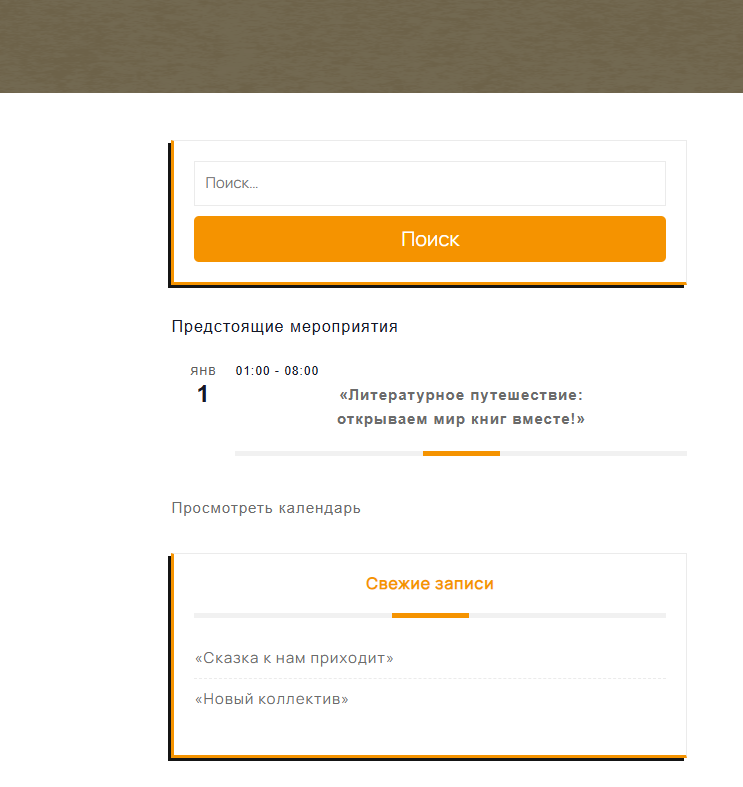 Поиск…
Поиск
Предстоящие мероприятия
ЯНВ
1
01:00 - 08:00
«Литературное путешествие:
открываем мир книг вместе!»
Просмотреть календарь
Свежие записи
«Сказка к нам приходит»
«Новый коллектив»